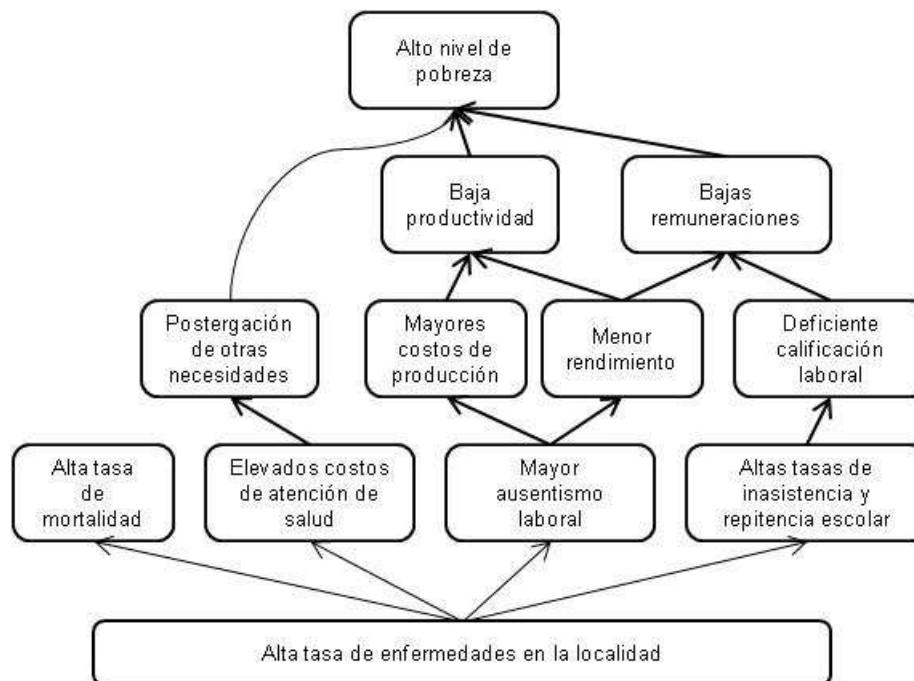 Alto nivel de
pobreza
Baja
productividad
Bajas
remuneraciones
Postergación
de otras
necesidades
Mayores
costos de
producción
Menor
rendimiento
Deficiente
calificación
laboral
Alta tasa
de
mortalidad
Elevados costos
de atención de
salud
Mayor
ausentismo
laboral
Altas tasas de
inasistencia y
repitencia escolar
Alta tasa de enfermedades en la localidad